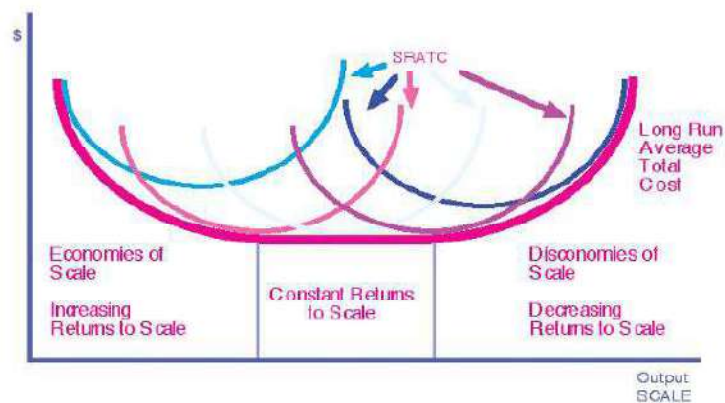 $
SRATC
Long Run
Average
Total
Cost
Economies of
Scale
Increasing
Returns to Scale
Constant Returns
to Scale
Disconomies of
Scale
Decreasing
Returns to Scale
Output
SCALE